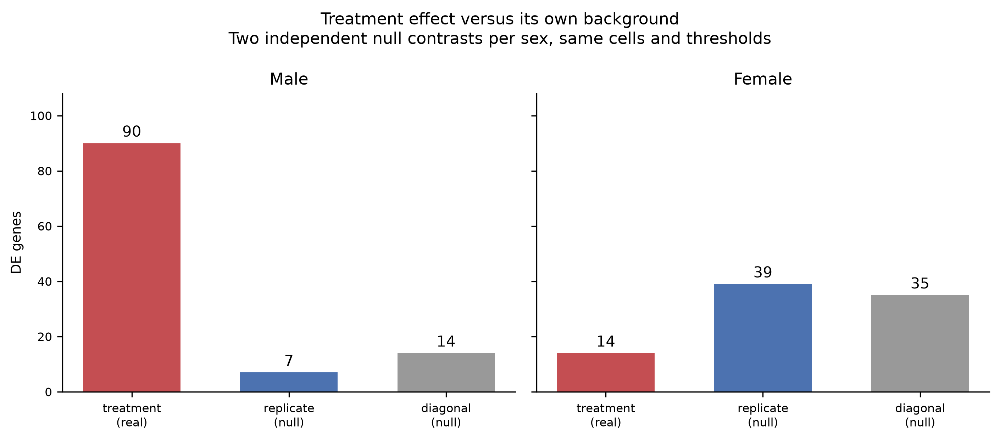 Treatment effect versus its own background
Two independent null contrasts per sex, same cells and thresholds
Male
Female
DE genes
100
80
60
40
20
0
90
7
14
14
39
35
treatment
(real)
replicate
(null)
diagonal
(null)
treatment
(real)
replicate
(null)
diagonal
(null)